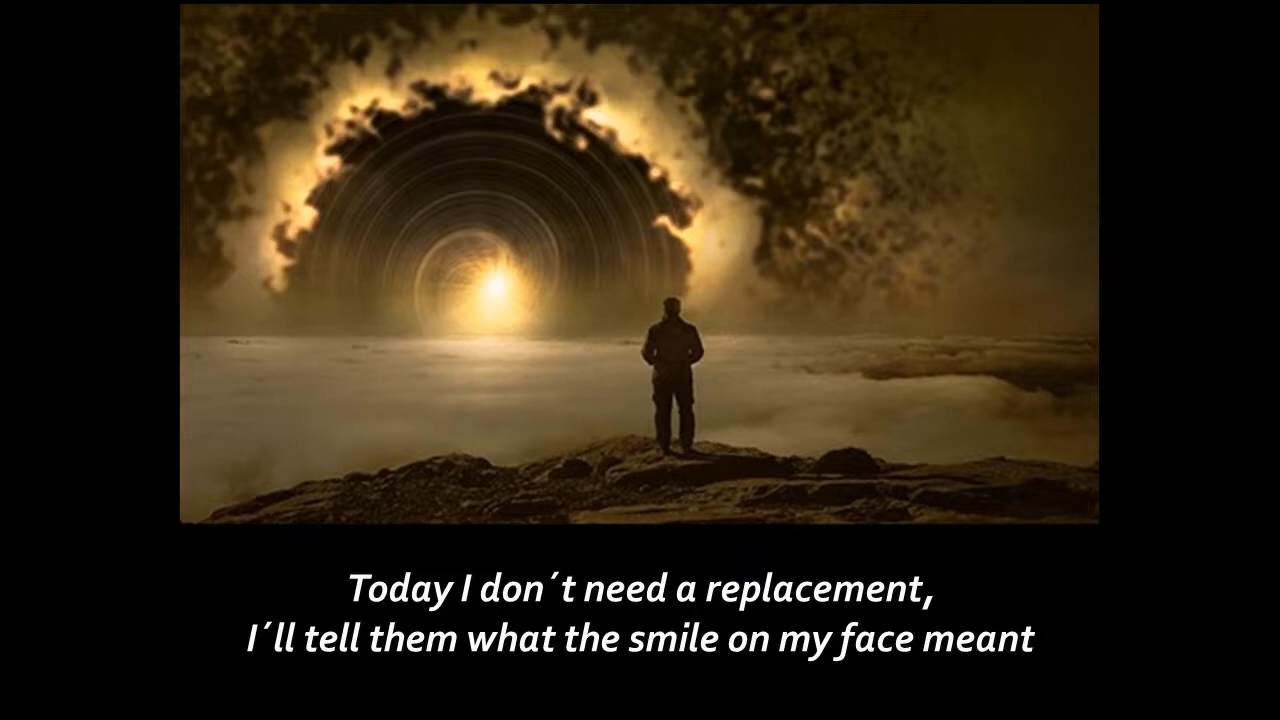 Today I don´t need a replacement,
I´ll tell them what the smile on my face meant